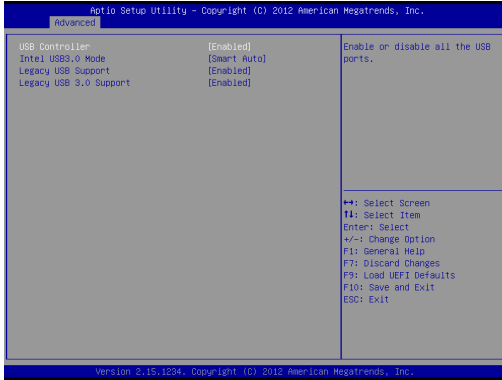 Aptio Setup Utility - Copyright (C) 2012 American Megatrends, Inc.
Advanced
USB Controller [Enabled]
Intel USB3.0 Mode [Smart Auto]
Legacy USB Support [Enabled]
Legacy USB 3.0 Support [Enabled]
Enable or disable all the USB
ports.
↔: Select Screen
↑↓: Select Item
Enter: Select
+/-: Change Option
F1: General Help
F7: Discard Changes
F9: Load UEFI Defaults
F10: Save and Exit
ESC: Exit
Version 2.15.1234. Copyright (C) 2012 American Megatrends, Inc.